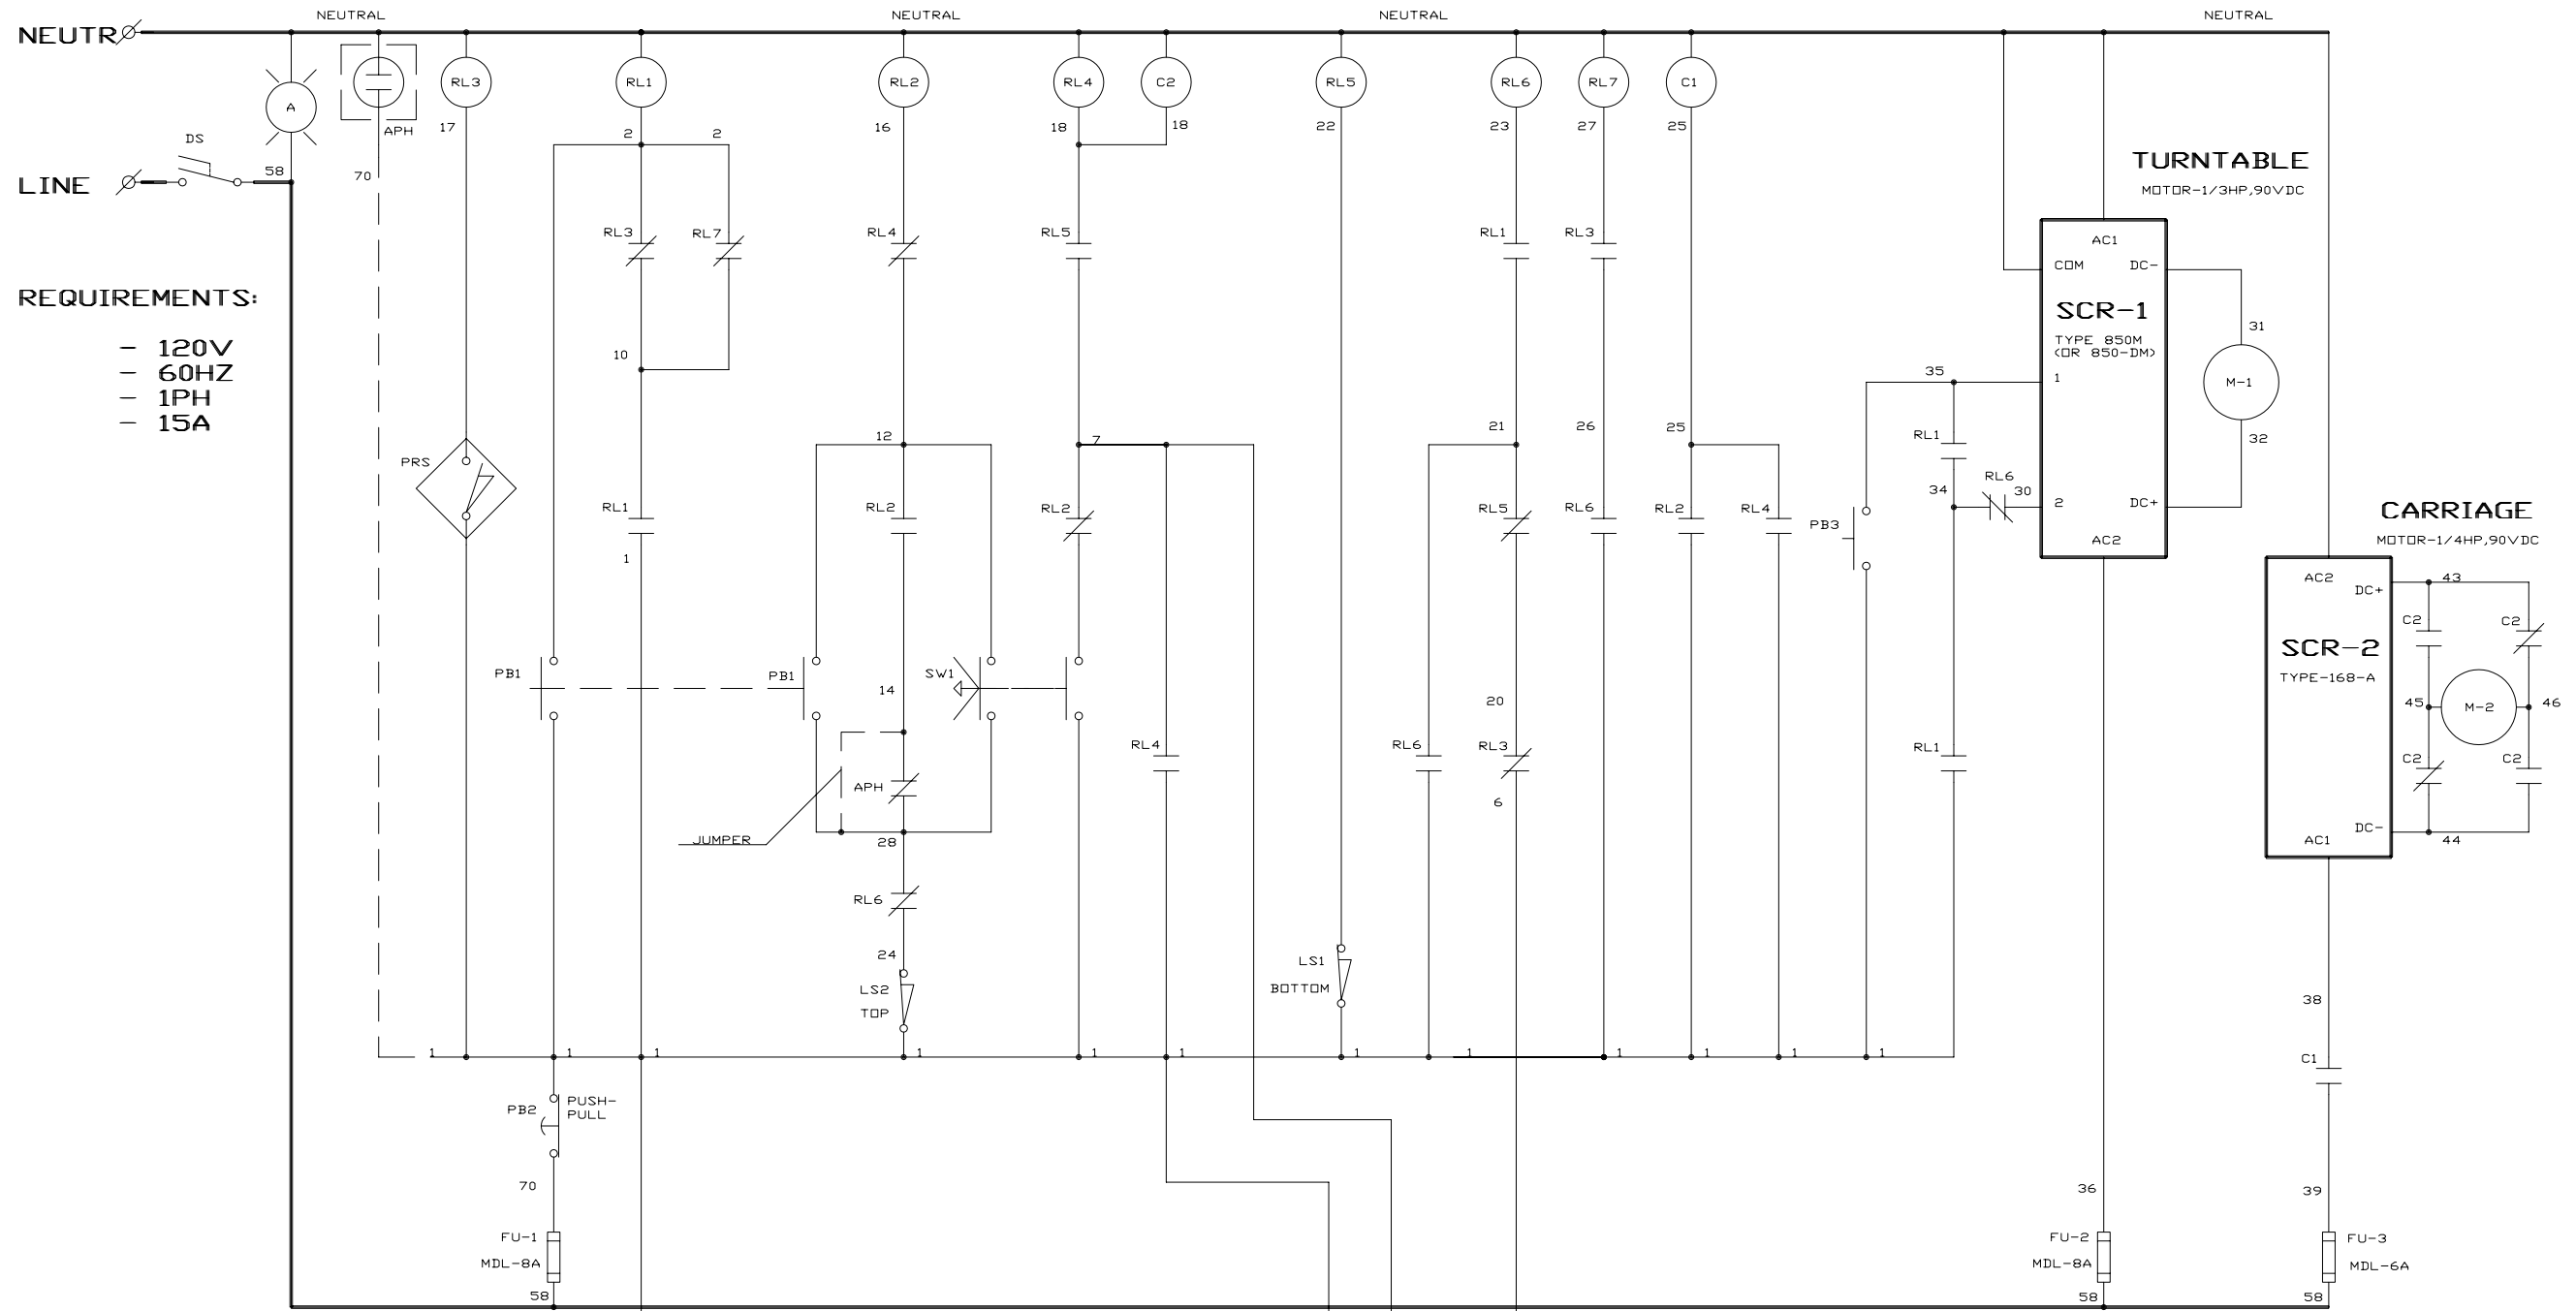 NEUTRAL NEUTRAL NEUTRAL NEUTRAL
NEUTR
A
APH
RL3
RL1
RL2
RL4
C2
RL5
RL6
RL7
C1
17
2
2
16
18
18
22
23
27
25
DS
58
LINE
70
TURNTABLE
MOTOR-1/3HP,90VDC
RL3
RL7
RL4
RL5
RL1
RL3
AC1
COM
DC-
SCR-1
TYPE 850M
(OR 850-DM)
1
2
DC+
AC2
31
M-1
32
REQUIREMENTS:
- 120V
- 60HZ
- 1PH
- 15A
10
35
12
7
21
26
25
RL1
PRS
RL6
34
30
RL1
1
RL2
RL2
RL5
RL6
RL2
RL4
PB3
CARRIAGE
MOTOR-1/4HP,90VDC
AC2
DC+
43
C2
C2
SCR-2
TYPE-168-A
45
M-2
46
C2
C2
DC-
AC1
44
PB1
PB1
14
SW1
20
RL4
RL6
RL3
RL1
APH
6
JUMPER
28
RL6
24
LS2
TOP
LS1
BOTTOM
38
1 1 1 1 1 1 1 1 1 1 1 1
C1
PB2
PUSH-
PULL
70
36
39
FU-1
MDL-8A
58
FU-2
MDL-8A
58
FU-3
MDL-6A
58